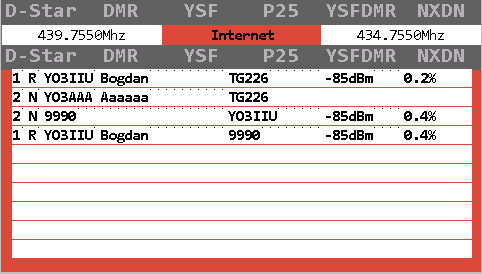 D-Star DMR YSF P25 YSFDMR NXDN
439.7550Mhz Internet 434.7550MHz
D-Star DMR YSF P25 YSFDMR NXDN
1 R YO3IIU Bogdan TG226 -85dBm 0.2%
2 N YO3AAA Aaaaaa TG226
2 N 9990 YO3IIU -85dBm 0.4%
1 R YO3IIU Bogdan 9990 -85dBm 0.4%